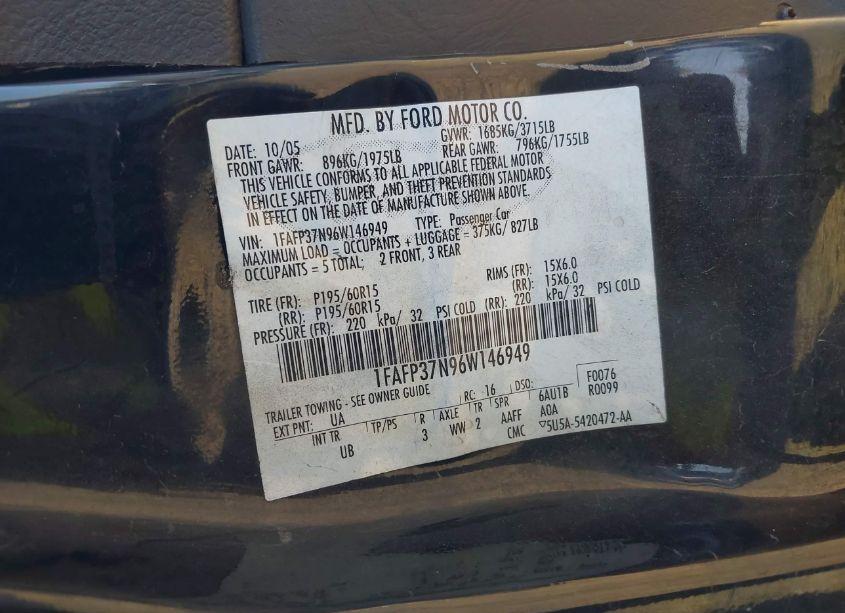 MFD. BY FORD MOTOR CO.
DATE: 10/05 GVWR: 1685KG/3715LB
FRONT GAWR: 896KG/1975LB REAR GAWR: 796KG/1755LB
THIS VEHICLE CONFORMS TO ALL APPLICABLE FEDERAL MOTOR
VEHICLE SAFETY, BUMPER, AND THEFT PREVENTION STANDARDS
IN EFFECT ON THE DATE OF MANUFACTURE SHOWN ABOVE.
VIN: 1FAFP37N96W146949 TYPE: Passenger Car
MAXIMUM LOAD = OCCUPANTS + LUGGAGE = 375KG/ 827LB
OCCUPANTS = 5 TOTAL; 2 FRONT, 3 REAR
TIRE (FR): P195/60R15 RIMS (FR): 15X6.0
(RR): P195/60R15 (RR): 15X6.0
PRESSURE (FR): 220 kPa/ 32 PSI COLD (RR): 220 kPa/ 32 PSI COLD
1FAFP37N96W146949
TRAILER TOWING - SEE OWNER GUIDE
EXT PNT: UA RC: 16 DSO: F0076
INT TR TP/PS R AXLE TR SPR 6AU1B R0099
UB 3 WW 2 AAFF A0A
CMC ▽5U5A-5420472-AA